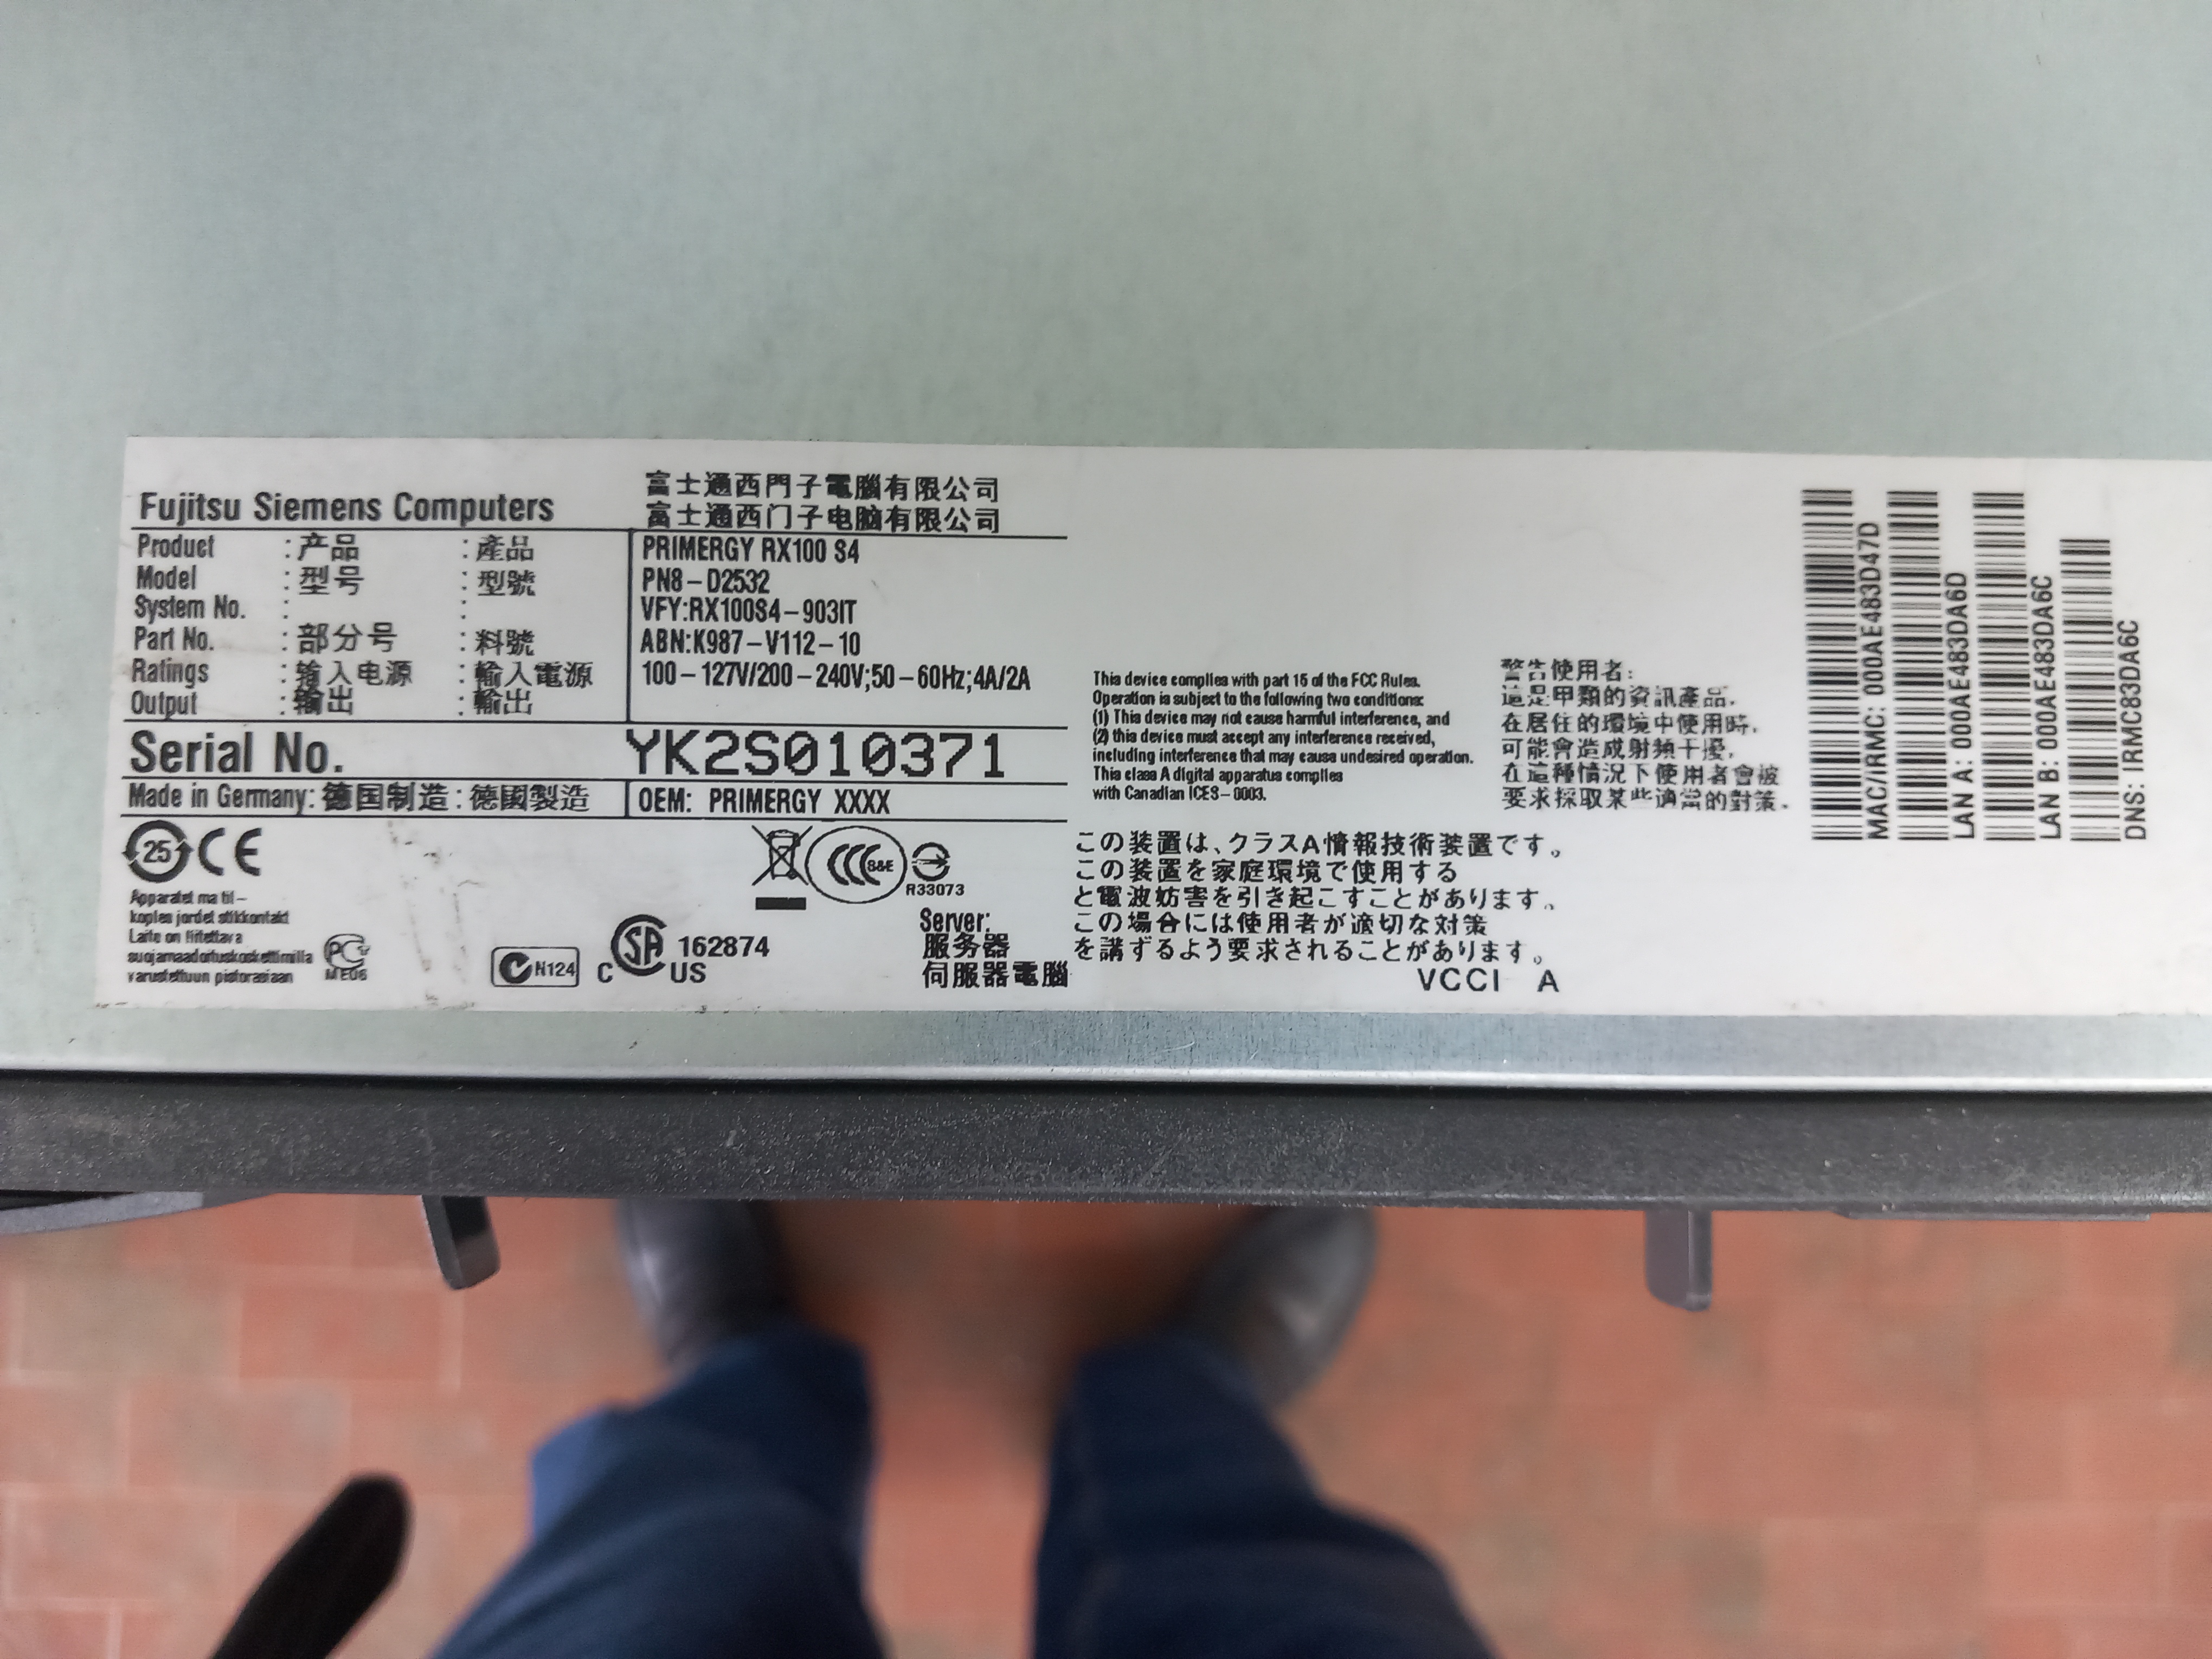 Fujitsu Siemens Computers
富士通西門子電腦有限公司
富士通西门子电脑有限公司
Product : 产品 : 產品 PRIMERGY RX100 S4
Model : 型号 : 型號 PN8-D2532
System No. : : VFY:RX100S4-903IT
Part No. : 部分号 : 料號 ABN:K987-V112-10
Ratings : 输入电源 : 輸入電源 100-127V/200-240V;50-60Hz;4A/2A
Output : 输出 : 輸出
Serial No. YK2S010371
Made in Germany: 德国制造 : 德國製造 OEM: PRIMERGY XXXX
25 CE
Apparatet må til-
koples jordet stikkontakt
Laite on liitettävä
suojamaadoituskoskettimilla
varustettuun pistorasiaan
PCT
ME06
N124
C SA US 162874
CCC S&E
R33073
Server:
服务器
伺服器電腦
This device complies with part 15 of the FCC Rules.
Operation is subject to the following two conditions:
(1) This device may not cause harmful interference, and
(2) this device must accept any interference received,
including interference that may cause undesired operation.
This class A digital apparatus complies
with Canadian ICES-0003.
警告使用者:
這是甲類的資訊產品,
在居住的環境中使用時,
可能會造成射頻干擾,
在這種情況下使用者會被
要求採取某些適當的對策。
この装置は、クラスA情報技術装置です。
この装置を家庭環境で使用する
と電波妨害を引き起こすことがあります。
この場合には使用者が適切な対策
を講ずるよう要求されることがあります。
VCCI A
MAC/IRMC: 000AE483D47D
LAN A: 000AE483DA6D
LAN B: 000AE483DA6C
DNS: IRMC83DA6C